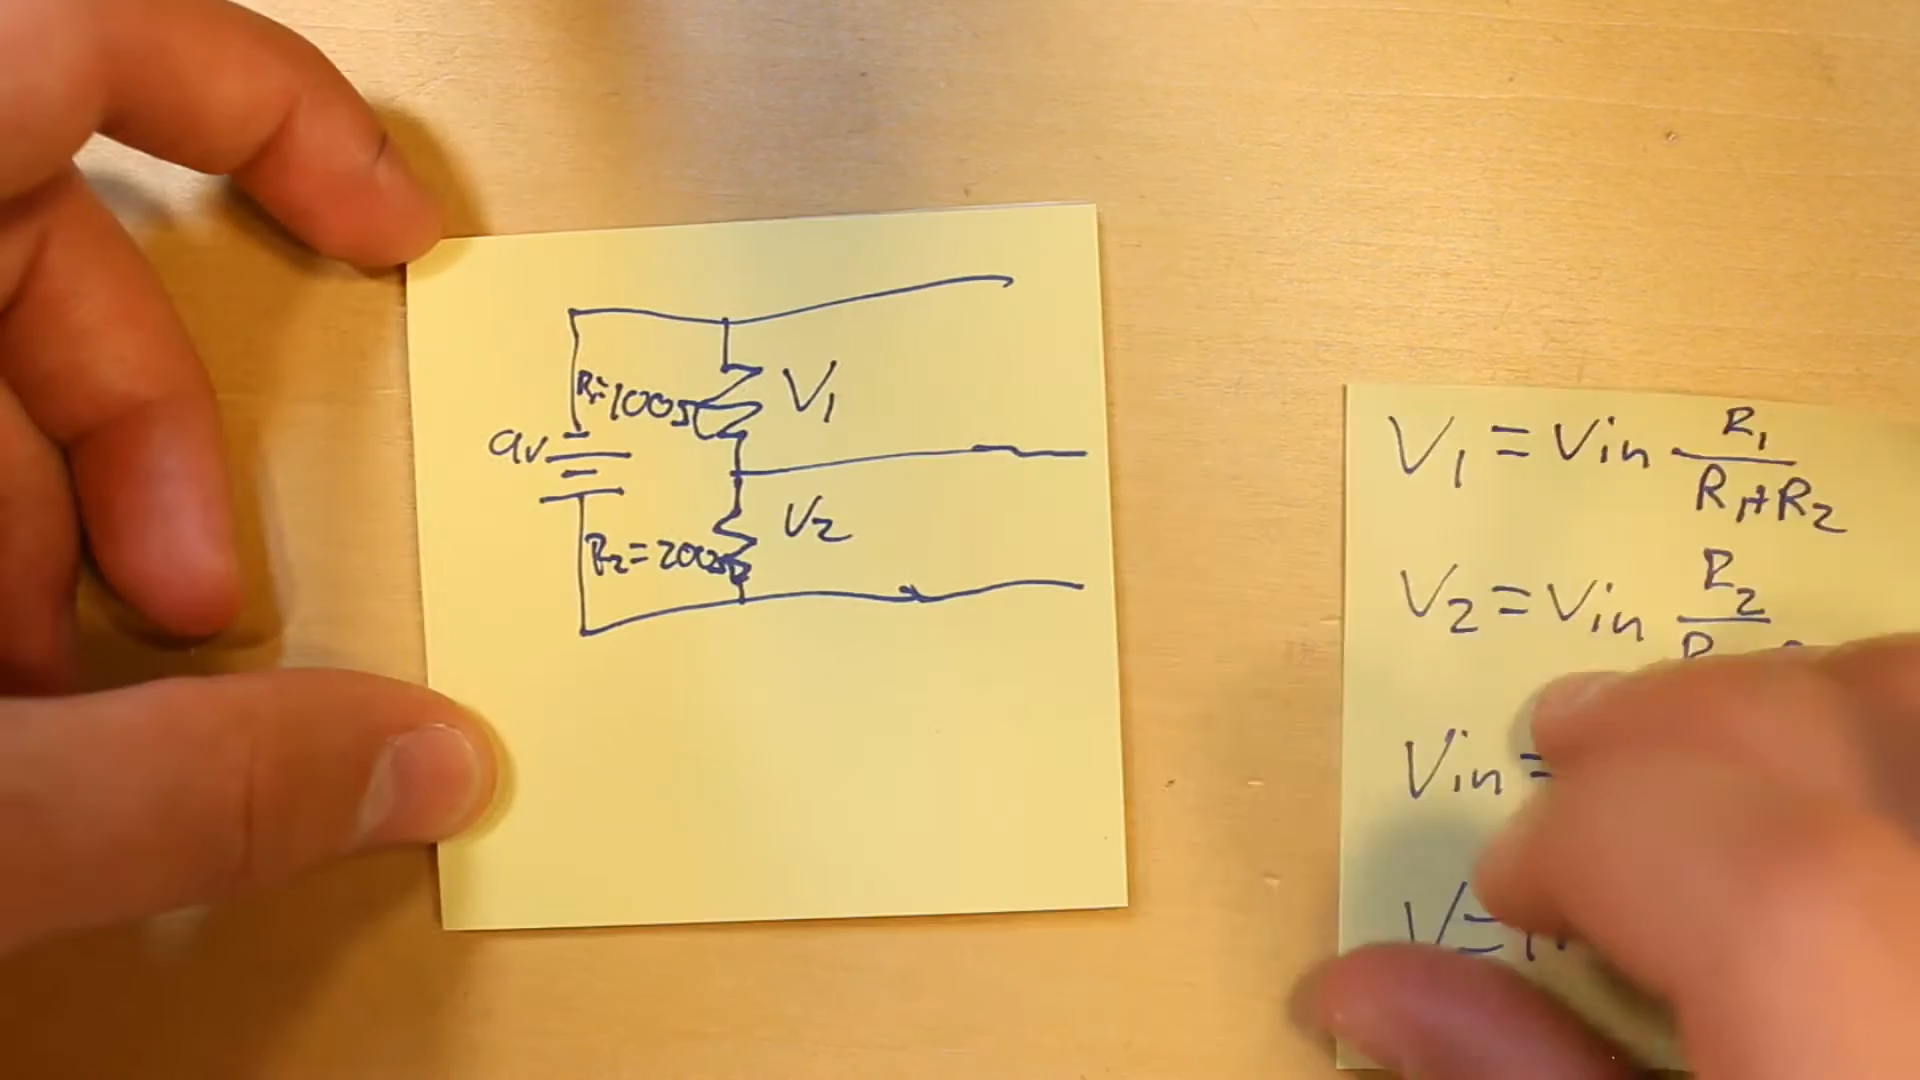 R₁=100Ω
V₁
9v
V₂
R₂=200Ω
V₁ = Vin R₁/R₁+R₂
V₂ = Vin R₂/
Vin =
V=